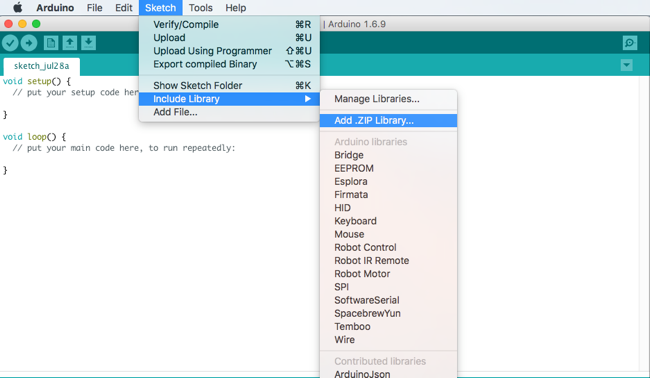 Arduino File Edit Sketch Tools Help
| Arduino 1.6.9
Verify/Compile ⌘R
Upload ⌘U
Upload Using Programmer ⇧⌘U
Export compiled Binary ⌥⌘S
Show Sketch Folder ⌘K
Include Library
Add File...
sketch_jul28a
void setup() {
// put your setup code
}
void loop() {
// put your main code here, to run repeatedly:
}
Manage Libraries...
Add .ZIP Library...
Arduino libraries
Bridge
EEPROM
Esplora
Firmata
HID
Keyboard
Mouse
Robot Control
Robot IR Remote
Robot Motor
SPI
SoftwareSerial
SpacebrewYun
Temboo
Wire
Contributed libraries
ArduinoJson